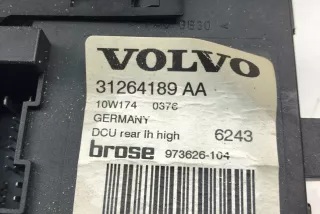 VOLVO
31264189 AA
10W174 0376
GERMANY
DCU rear lh high 6243
brose 973626-104